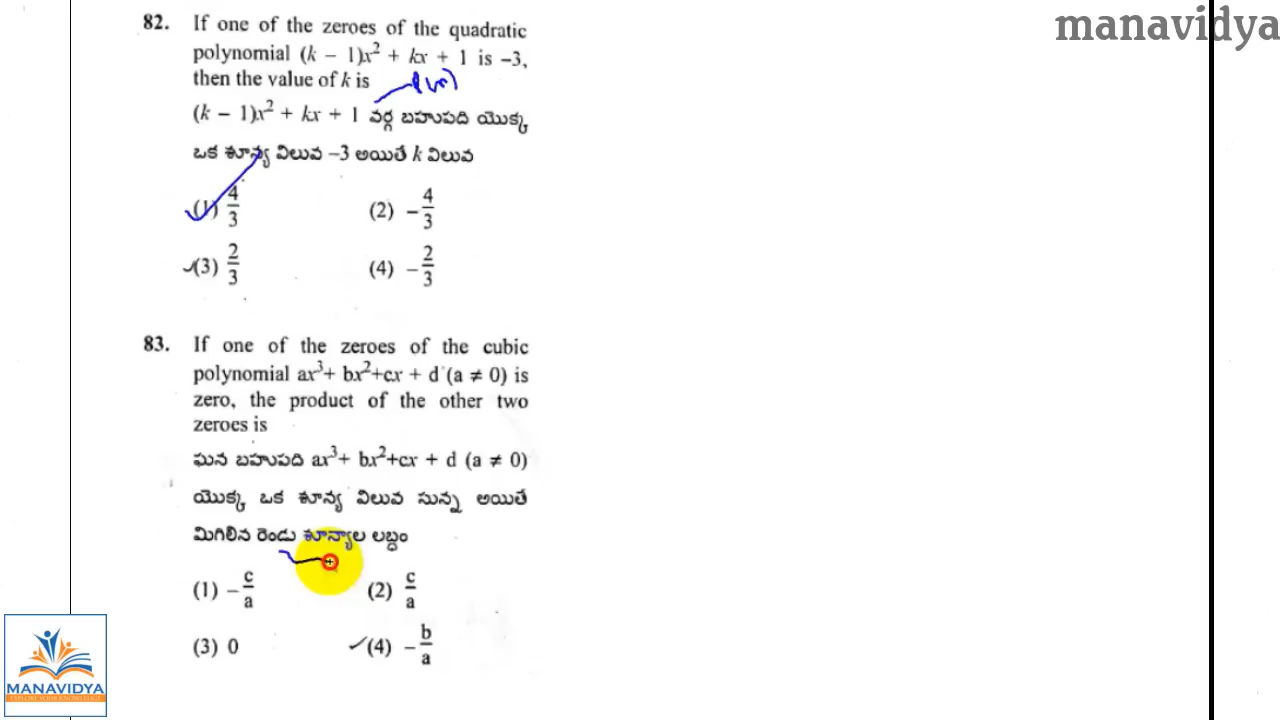 manavidya
82. If one of the zeroes of the quadratic
polynomial (k − 1)x² + kx + 1 is −3,
then the value of k is
(k − 1)x² + kx + 1 వర్గ బహుపది యొక్క
ఒక శూన్య విలువ −3 అయితే k విలువ
(1) 4/3 (2) −4/3
(3) 2/3 (4) −2/3
83. If one of the zeroes of the cubic
polynomial ax³+ bx²+cx + d (a ≠ 0) is
zero, the product of the other two
zeroes is
ఘన బహుపది ax³+ bx²+cx + d (a ≠ 0)
యొక్క ఒక శూన్య విలువ సున్న అయితే
మిగిలిన రెండు శూన్యాల లబ్ధం
(1) −c/a (2) c/a
(3) 0 (4) −b/a
MANAVIDYA